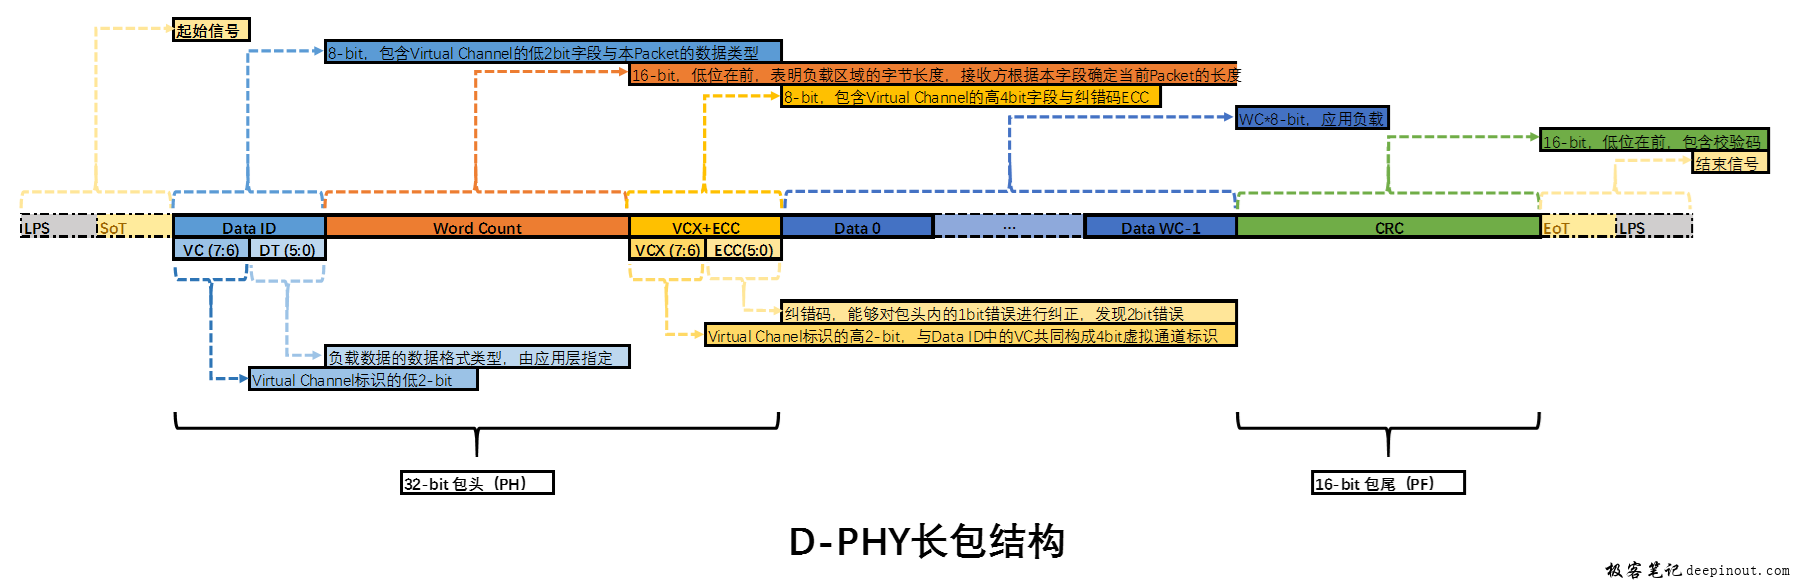 起始信号
8-bit，包含Virtual Channel的低2bit字段与本Packet的数据类型
16-bit，低位在前，表明负载区域的字节长度，接收方根据本字段确定当前Packet的长度
8-bit，包含Virtual Channel的高4bit字段与纠错码ECC
WC*8-bit，应用负载
16-bit，低位在前，包含校验码
结束信号
LPS SoT Data ID Word Count VCX+ECC Data 0 ... Data WC-1 CRC EoT LPS
VC (7:6) DT (5:0) VCX (7:6) ECC(5:0)
纠错码，能够对包头内的1bit错误进行纠正，发现2bit错误
Virtual Chanel标识的高2-bit，与Data ID中的VC共同构成4bit虚拟通道标识
负载数据的数据格式类型，由应用层指定
Virtual Channel标识的低2-bit
32-bit 包头（PH） 16-bit 包尾（PF）
D-PHY长包结构
极客笔记 deepinout.com